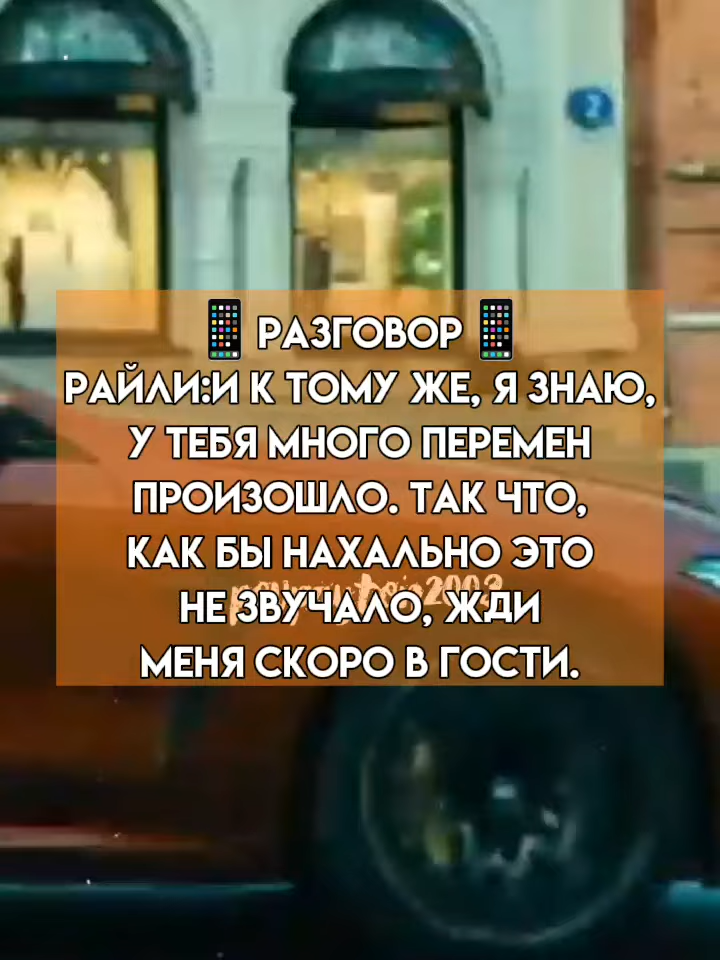 📱 РАЗГОВОР 📱
РАЙЛИ:И К ТОМУ ЖЕ, Я ЗНАЮ,
У ТЕБЯ МНОГО ПЕРЕМЕН
ПРОИЗОШЛО. ТАК ЧТО,
КАК БЫ НАХАЛЬНО ЭТО
НЕ ЗВУЧАЛО, ЖДИ
МЕНЯ СКОРО В ГОСТИ.
2